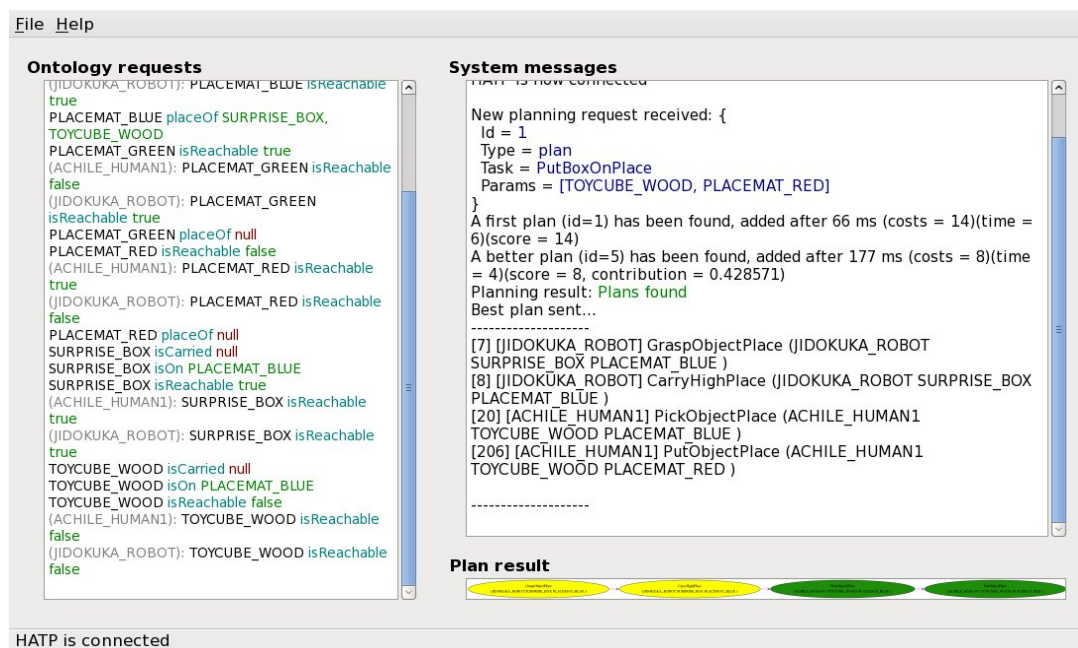 File Help
Ontology requests
(JIDOKUKA_ROBOT): PLACEMAT_BLUE isReachable
true
PLACEMAT_BLUE placeOf SURPRISE_BOX,
TOYCUBE_WOOD
PLACEMAT_GREEN isReachable true
(ACHILE_HUMAN1): PLACEMAT_GREEN isReachable
false
(JIDOKUKA_ROBOT): PLACEMAT_GREEN
isReachable true
PLACEMAT_GREEN placeOf null
PLACEMAT_RED isReachable false
(ACHILE_HUMAN1): PLACEMAT_RED isReachable
true
(JIDOKUKA_ROBOT): PLACEMAT_RED isReachable
false
PLACEMAT_RED placeOf null
SURPRISE_BOX isCarried null
SURPRISE_BOX isOn PLACEMAT_BLUE
SURPRISE_BOX isReachable true
(ACHILE_HUMAN1): SURPRISE_BOX isReachable
true
(JIDOKUKA_ROBOT): SURPRISE_BOX isReachable
true
TOYCUBE_WOOD isCarried null
TOYCUBE_WOOD isOn PLACEMAT_BLUE
TOYCUBE_WOOD isReachable false
(ACHILE_HUMAN1): TOYCUBE_WOOD isReachable
false
(JIDOKUKA_ROBOT): TOYCUBE_WOOD isReachable
false
System messages
HATP is now connected
New planning request received: {
Id = 1
Type = plan
Task = PutBoxOnPlace
Params = [TOYCUBE_WOOD, PLACEMAT_RED]
}
A first plan (id=1) has been found, added after 66 ms (costs = 14)(time =
6)(score = 14)
A better plan (id=5) has been found, added after 177 ms (costs = 8)(time
= 4)(score = 8, contribution = 0.428571)
Planning result: Plans found
Best plan sent...
--------------------
[7] [JIDOKUKA_ROBOT] GraspObjectPlace (JIDOKUKA_ROBOT
SURPRISE_BOX PLACEMAT_BLUE )
[8] [JIDOKUKA_ROBOT] CarryHighPlace (JIDOKUKA_ROBOT SURPRISE_BOX
PLACEMAT_BLUE )
[20] [ACHILE_HUMAN1] PickObjectPlace (ACHILE_HUMAN1
TOYCUBE_WOOD PLACEMAT_BLUE )
[206] [ACHILE_HUMAN1] PutObjectPlace (ACHILE_HUMAN1
TOYCUBE_WOOD PLACEMAT_RED )
--------------------
Plan result
HATP is connected